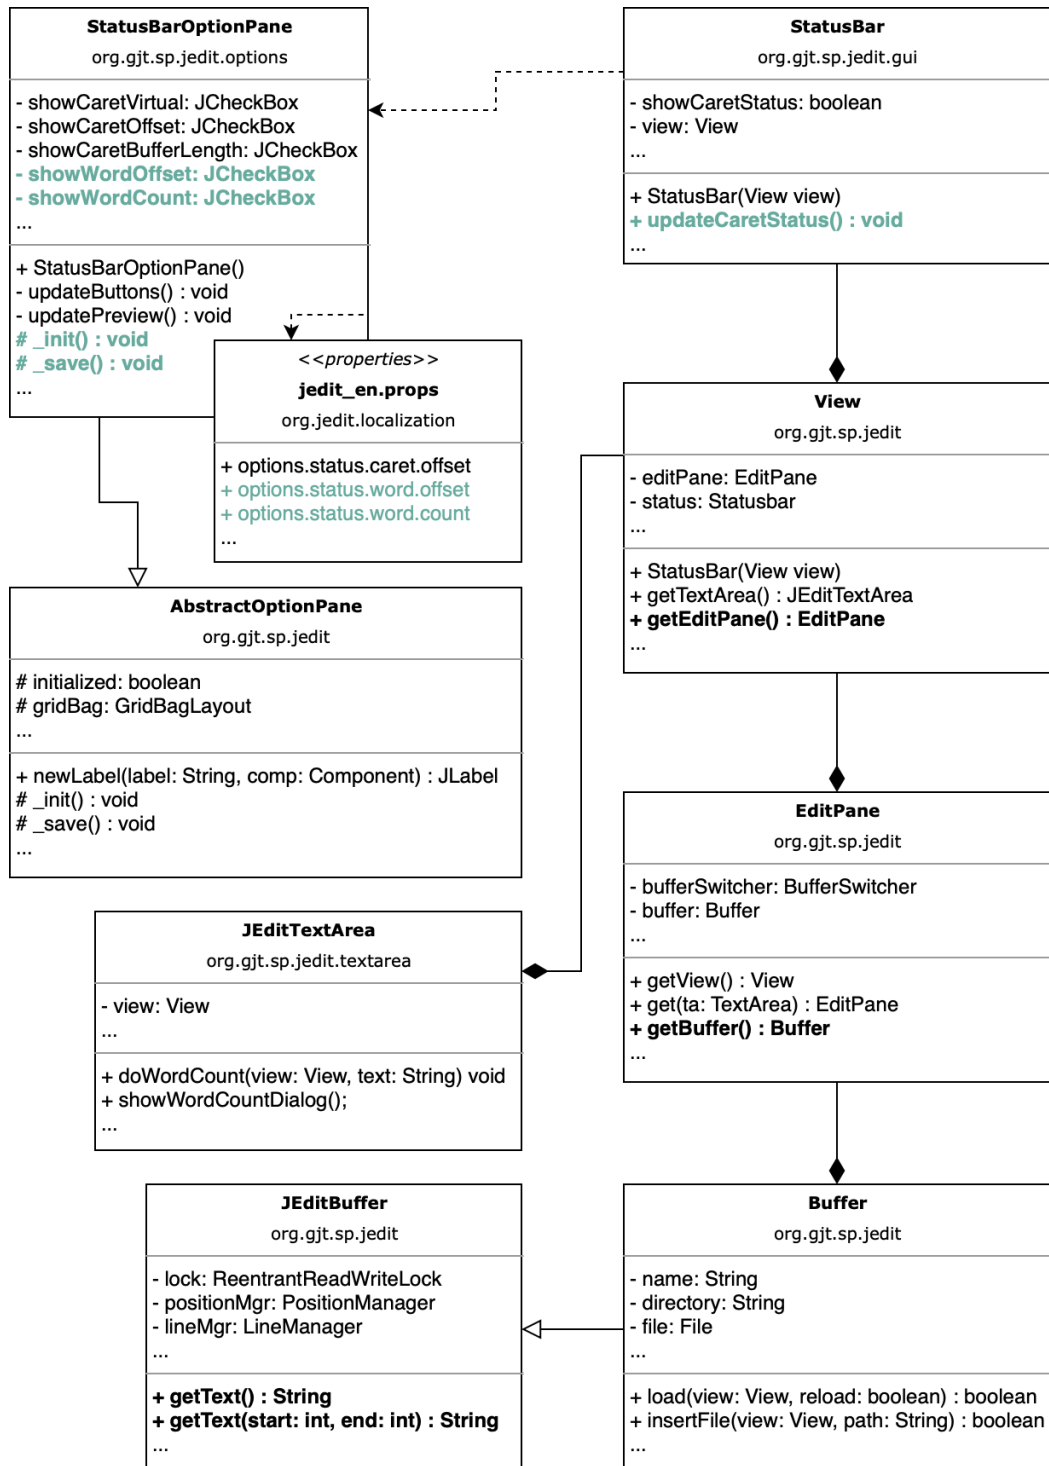 StatusBarOptionPane
org.gjt.sp.jedit.options
- showCaretVirtual: JCheckBox
- showCaretOffset: JCheckBox
- showCaretBufferLength: JCheckBox
- showWordOffset: JCheckBox
- showWordCount: JCheckBox
...
+ StatusBarOptionPane()
- updateButtons() : void
- updatePreview() : void
# _init() : void
# _save() : void
...
<<properties>>
jedit_en.props
org.jedit.localization
+ options.status.caret.offset
+ options.status.word.offset
+ options.status.word.count
...
AbstractOptionPane
org.gjt.sp.jedit
# initialized: boolean
# gridBag: GridBagLayout
...
+ newLabel(label: String, comp: Component) : JLabel
# _init() : void
# _save() : void
...
JEditTextArea
org.gjt.sp.jedit.textarea
- view: View
...
+ doWordCount(view: View, text: String) void
+ showWordCountDialog();
...
JEditBuffer
org.gjt.sp.jedit
- lock: ReentrantReadWriteLock
- positionMgr: PositionManager
- lineMgr: LineManager
...
+ getText() : String
+ getText(start: int, end: int) : String
...
StatusBar
org.gjt.sp.jedit.gui
- showCaretStatus: boolean
- view: View
...
+ StatusBar(View view)
+ updateCaretStatus() : void
...
View
org.gjt.sp.jedit
- editPane: EditPane
- status: Statusbar
...
+ StatusBar(View view)
+ getTextArea() : JEditTextArea
+ getEditPane() : EditPane
...
EditPane
org.gjt.sp.jedit
- bufferSwitcher: BufferSwitcher
- buffer: Buffer
...
+ getView() : View
+ get(ta: TextArea) : EditPane
+ getBuffer() : Buffer
...
Buffer
org.gjt.sp.jedit
- name: String
- directory: String
- file: File
...
+ load(view: View, reload: boolean) : boolean
+ insertFile(view: View, path: String) : boolean
...